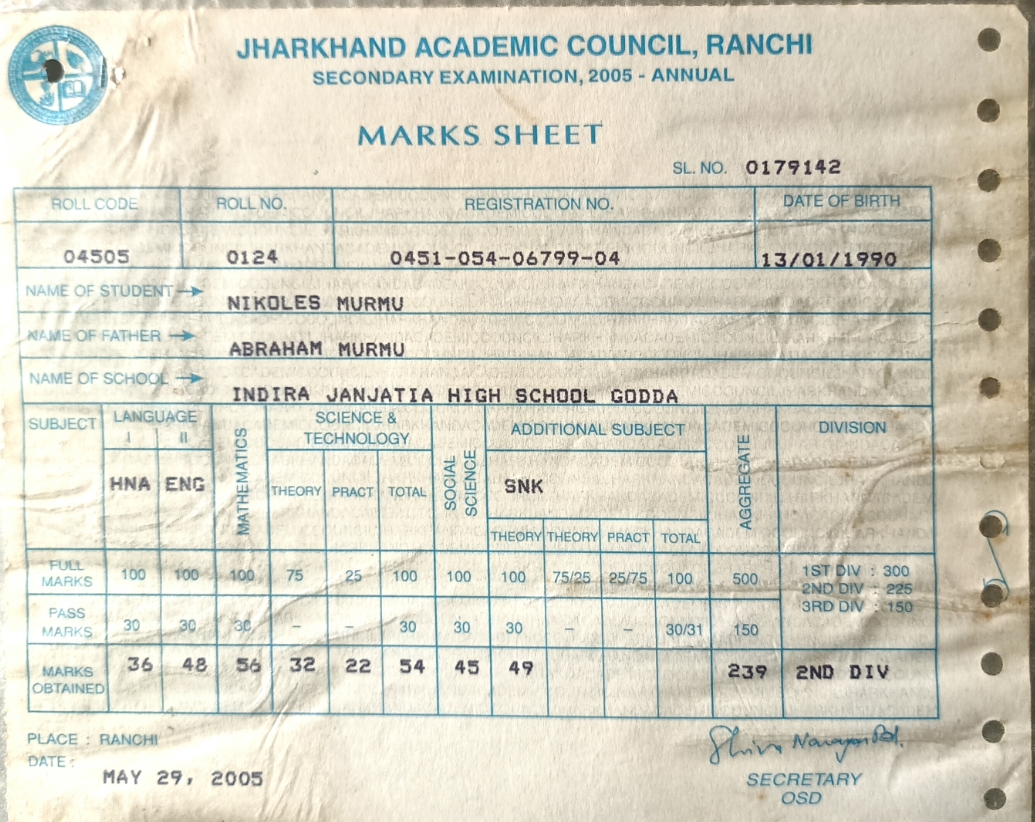 JHARKHAND ACADEMIC COUNCIL, RANCHI
SECONDARY EXAMINATION, 2005 - ANNUAL
MARKS SHEET
SL. NO. 0179142
ROLL CODE ROLL NO. REGISTRATION NO. DATE OF BIRTH
04505 0124 0451-054-06799-04 13/01/1990
NAME OF STUDENT → NIKOLES MURMU
NAME OF FATHER → ABRAHAM MURMU
NAME OF SCHOOL → INDIRA JANJATIA HIGH SCHOOL GODDA
SUBJECT LANGUAGE I II MATHEMATICS SCIENCE & TECHNOLOGY SOCIAL SCIENCE ADDITIONAL SUBJECT AGGREGATE DIVISION
HNA ENG THEORY PRACT TOTAL SNK
THEORY THEORY PRACT TOTAL
FULL MARKS 100 100 100 75 25 100 100 100 75/25 25/75 100 500
1ST DIV : 300
2ND DIV : 225
3RD DIV : 150
PASS MARKS 30 30 30 – – 30 30 30 – – 30/31 150
MARKS OBTAINED 36 48 56 32 22 54 45 49 239 2ND DIV
PLACE : RANCHI
DATE : MAY 29, 2005
SECRETARY
OSD